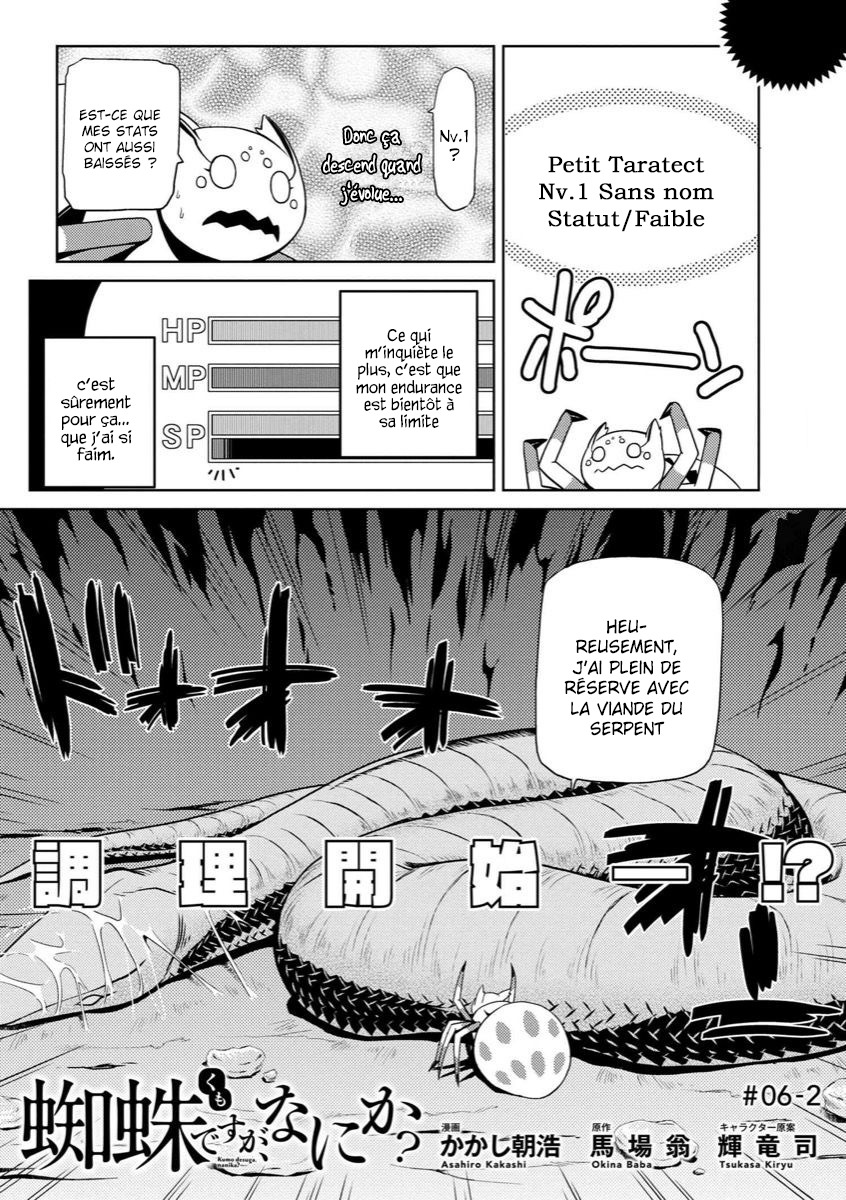 Petit Taratect
Nv.1 Sans nom
Statut/Faible
ポーン
Nv.1
?
Donc ça
descend quand
j'évolue...
EST-CE QUE
MES STATS
ONT AUSSI
BAISSÉS ?
HP
MP
SP
Ce qui
m'inquiète le
plus, c'est que
mon endurance
est bientôt à
sa limite
c'est
sûrement
pour ça...
que j'ai si
faim.
HEU-
REUSEMENT,
J'AI PLEIN DE
RÉSERVE AVEC
LA VIANDE DU
SERPENT
ドォォォォン
調理開始ー!?
#06-2
くも
蜘蛛ですが、なにか?
Kumo desuga,
nanika?
漫画
かかし朝浩
Asahiro Kakashi
原作
馬場翁
Okina Baba
キャラクター原案
輝竜司
Tsukasa Kiryu